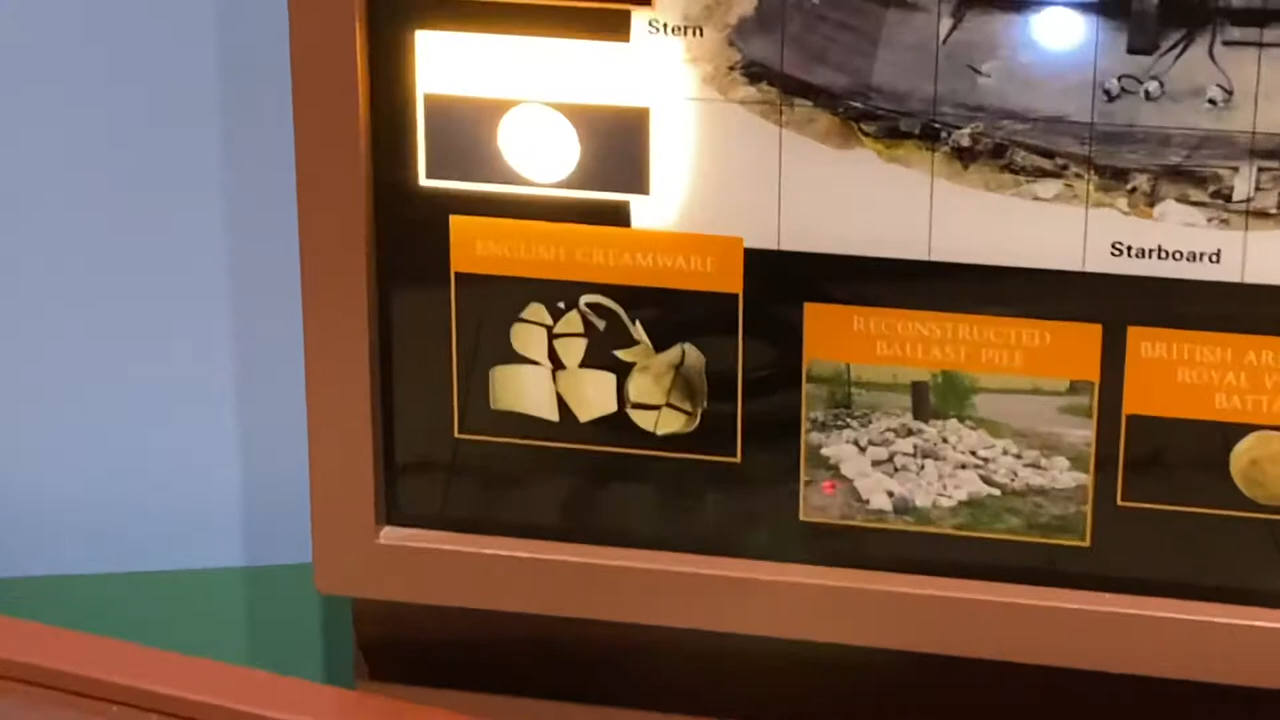 Stern
Starboard
ENGLISH CREAMWARE
RECONSTRUCTED
BALLAST PILE
BRITISH AR
ROYAL V
BATTA